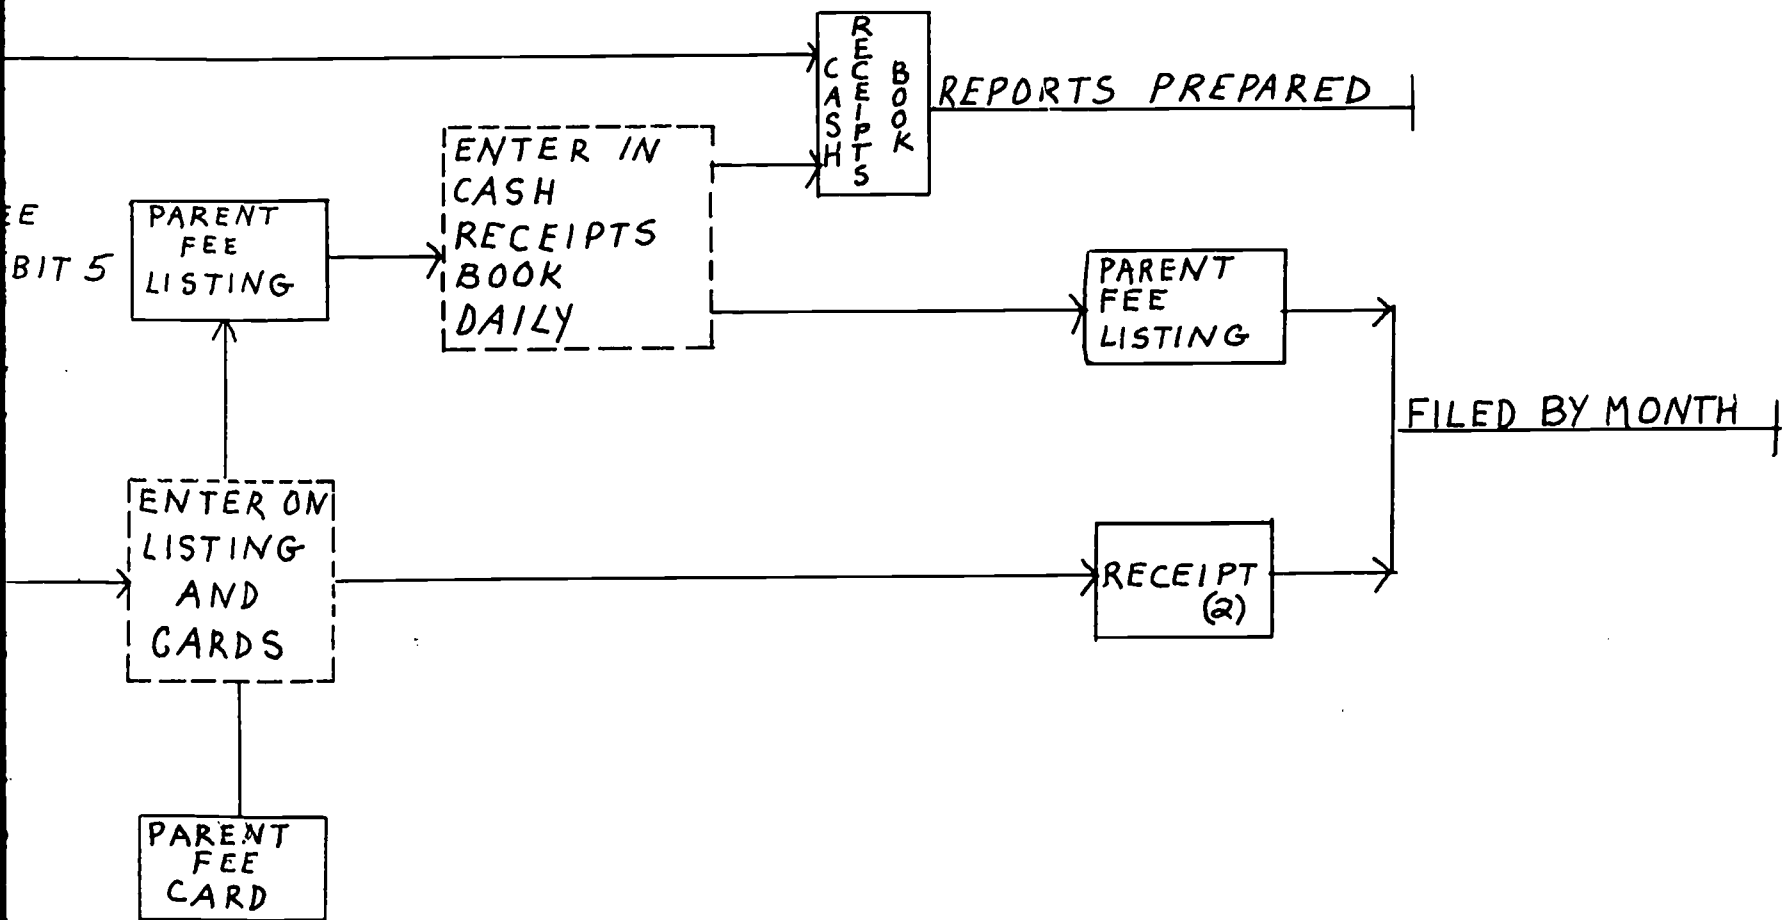 CASH
RECEIPTS
BOOK
REPORTS PREPARED
ENTER IN
CASH
RECEIPTS
BOOK
DAILY
EE
BIT 5
PARENT
FEE
LISTING
PARENT
FEE
LISTING
FILED BY MONTH
ENTER ON
LISTING
AND
CARDS
RECEIPT
(2)
PARENT
FEE
CARD